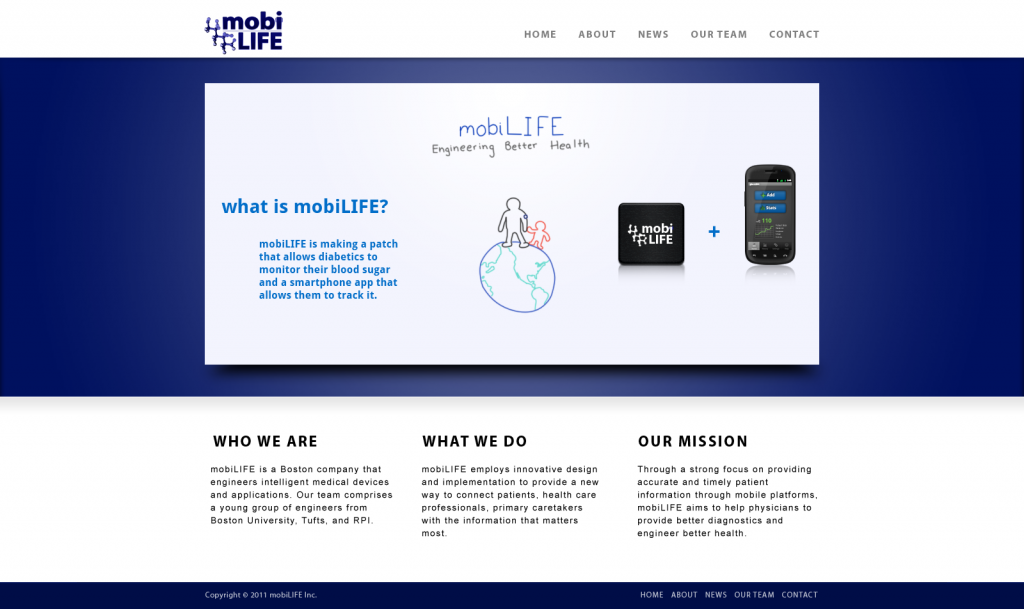 mobi
LIFE
HOME ABOUT NEWS OUR TEAM CONTACT
mobiLIFE
Engineering Better Health
what is mobiLIFE?
mobiLIFE is making a patch
that allows diabetics to
monitor their blood sugar
and a smartphone app that
allows them to track it.
mobi
LIFE
+
Add
Stats
110
WHO WE ARE
mobiLIFE is a Boston company that
engineers intelligent medical devices
and applications. Our team comprises
a young group of engineers from
Boston University, Tufts, and RPI.
WHAT WE DO
mobiLIFE employs innovative design
and implementation to provide a new
way to connect patients, health care
professionals, primary caretakers
with the information that matters
most.
OUR MISSION
Through a strong focus on providing
accurate and timely patient
information through mobile platforms,
mobiLIFE aims to help physicians to
provide better diagnostics and
engineer better health.
Copyright © 2011 mobiLIFE Inc.
HOME ABOUT NEWS OUR TEAM CONTACT